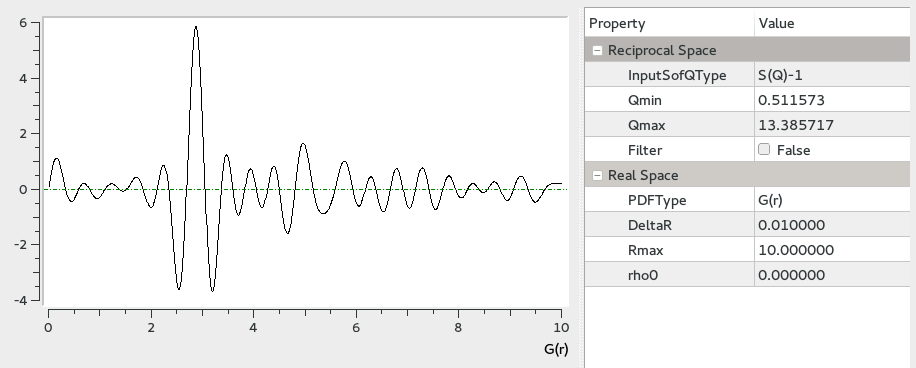 6
4
2
0
-2
-4
0 2 4 6 8 10
G(r)
Property Value
Reciprocal Space
InputSofQType S(Q)-1
Qmin 0.511573
Qmax 13.385717
Filter False
Real Space
PDFType G(r)
DeltaR 0.010000
Rmax 10.000000
rho0 0.000000